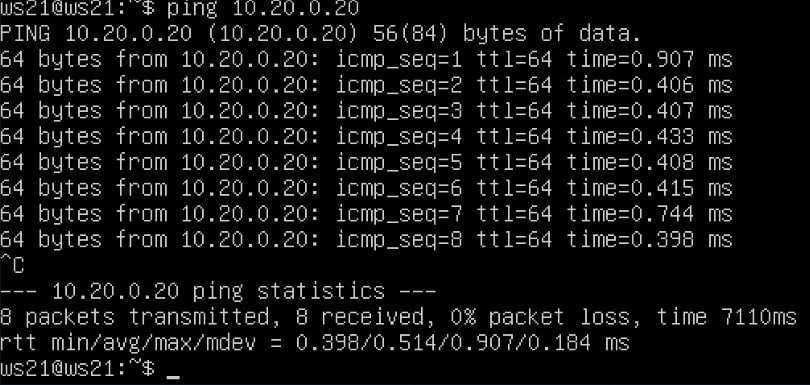 ws21@ws21:~$ ping 10.20.0.20
PING 10.20.0.20 (10.20.0.20) 56(84) bytes of data.
64 bytes from 10.20.0.20: icmp_seq=1 ttl=64 time=0.907 ms
64 bytes from 10.20.0.20: icmp_seq=2 ttl=64 time=0.406 ms
64 bytes from 10.20.0.20: icmp_seq=3 ttl=64 time=0.407 ms
64 bytes from 10.20.0.20: icmp_seq=4 ttl=64 time=0.433 ms
64 bytes from 10.20.0.20: icmp_seq=5 ttl=64 time=0.408 ms
64 bytes from 10.20.0.20: icmp_seq=6 ttl=64 time=0.415 ms
64 bytes from 10.20.0.20: icmp_seq=7 ttl=64 time=0.744 ms
64 bytes from 10.20.0.20: icmp_seq=8 ttl=64 time=0.398 ms
^C
--- 10.20.0.20 ping statistics ---
8 packets transmitted, 8 received, 0% packet loss, time 7110ms
rtt min/avg/max/mdev = 0.398/0.514/0.907/0.184 ms
ws21@ws21:~$ _